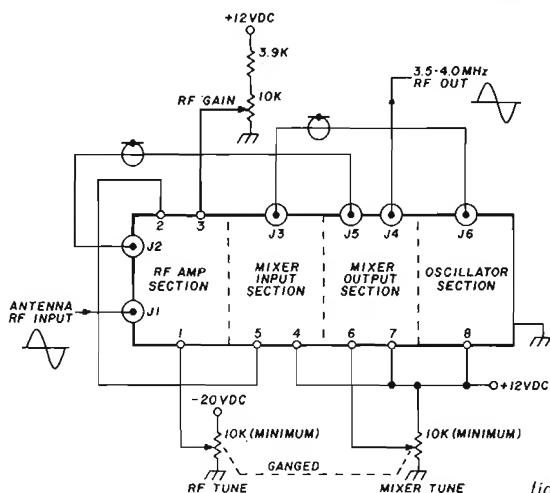 +12VDC
3.9K
10K
RF GAIN
3.5-4.0MHz
RF OUT
2
3
J3
J5
J4
J6
J2
RF AMP
SECTION
MIXER
INPUT
SECTION
MIXER
OUTPUT
SECTION
OSCILLATOR
SECTION
ANTENNA
RF INPUT
J1
1
5
4
6
7
8
+12VDC
-20VDC
10K (MINIMUM)
10K (MINIMUM)
GANGED
RF TUNE
MIXER TUNE